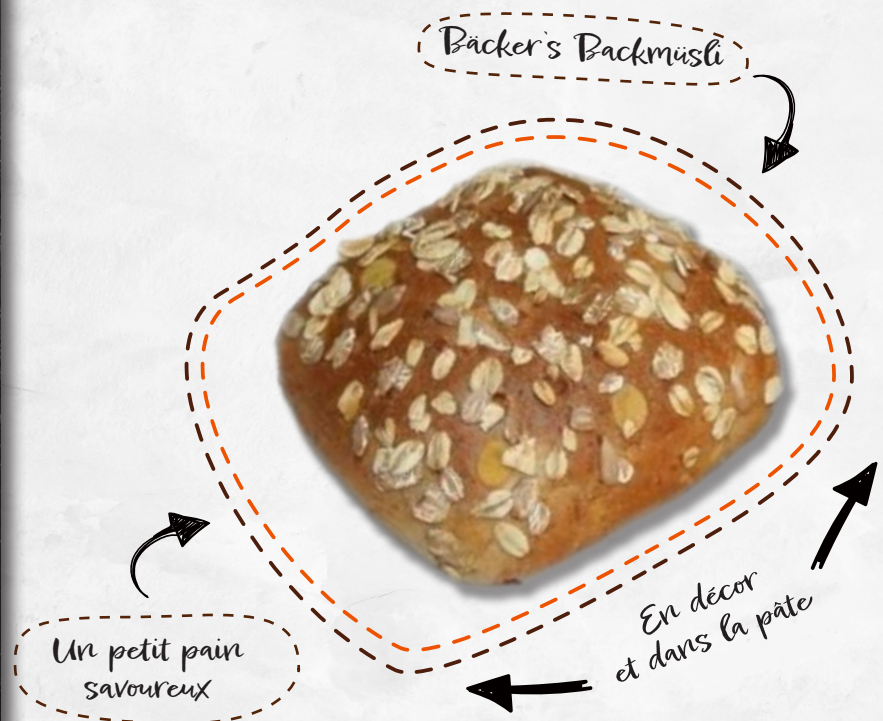 Bäcker's Backmüsli
En décor
et dans la pâte
Un petit pain
savoureux